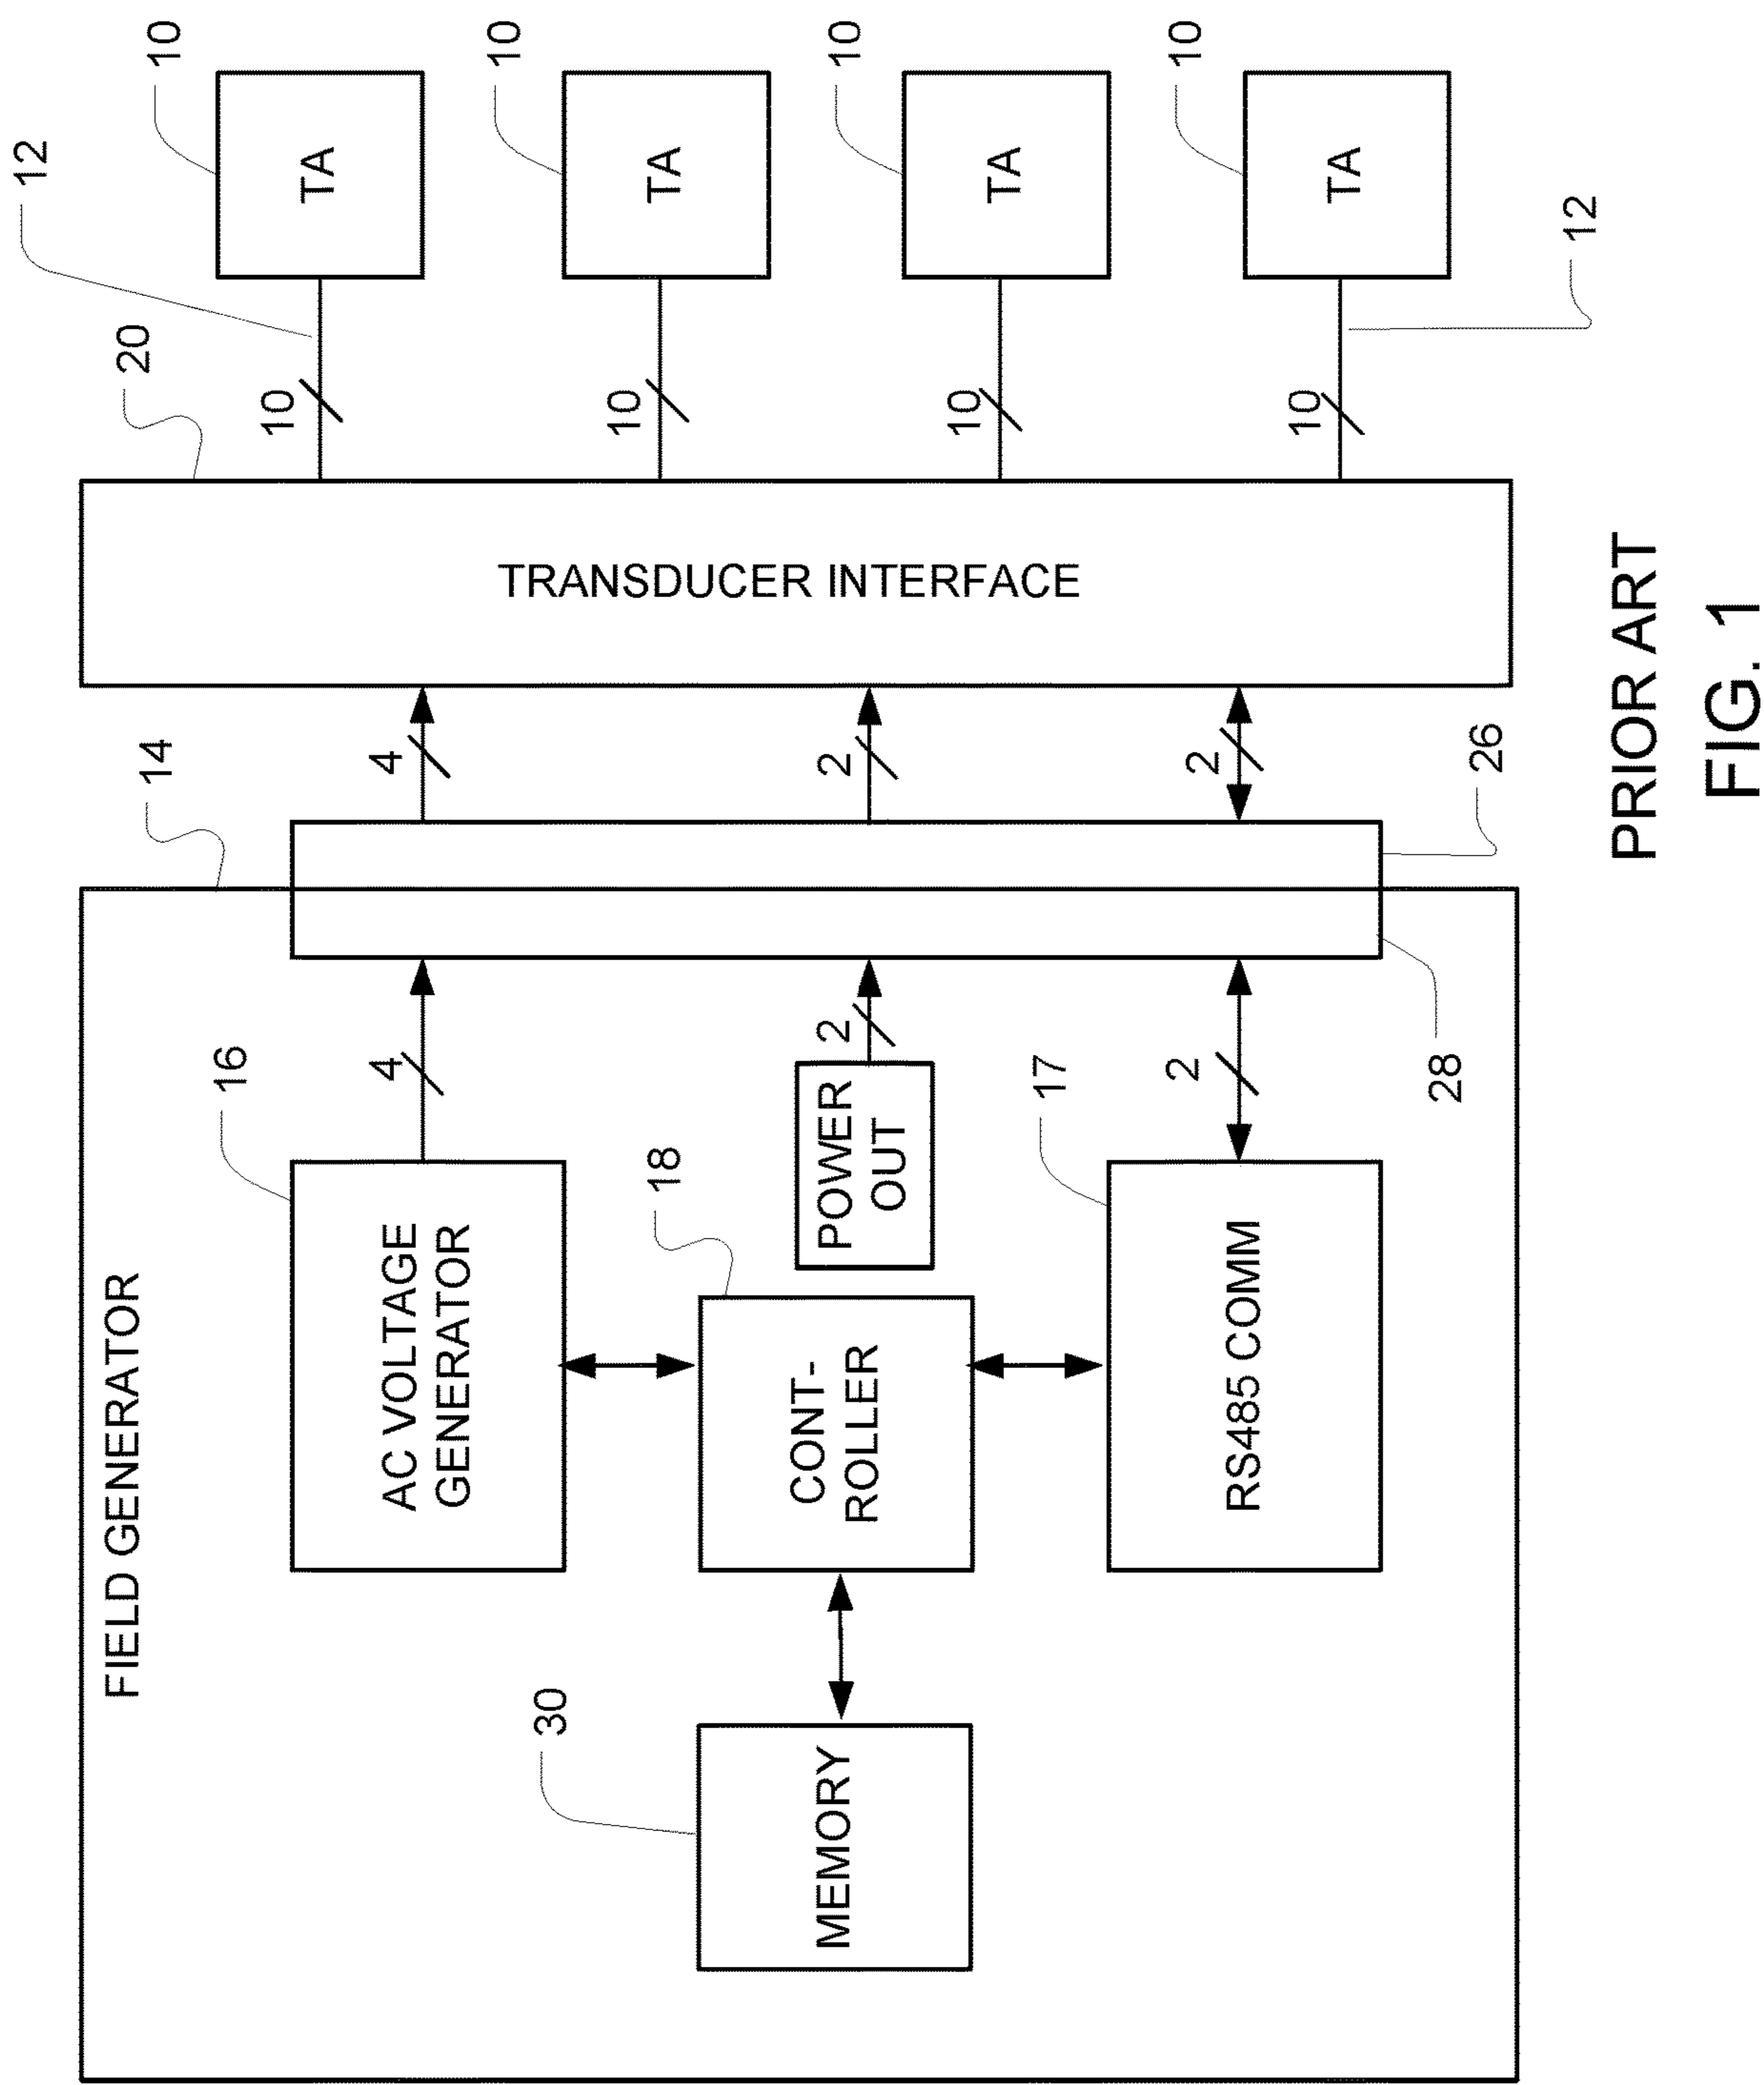 FIELD GENERATOR
14
20
12
10
TA
10
10
TA
10
10
TA
10
10
TA
10
12
TRANSDUCER INTERFACE
4
2
2
26
28
16
AC VOLTAGE
GENERATOR
4
18
CONT-
ROLLER
POWER
OUT
2
17
RS485 COMM
2
30
MEMORY
PRIOR ART
FIG. 1